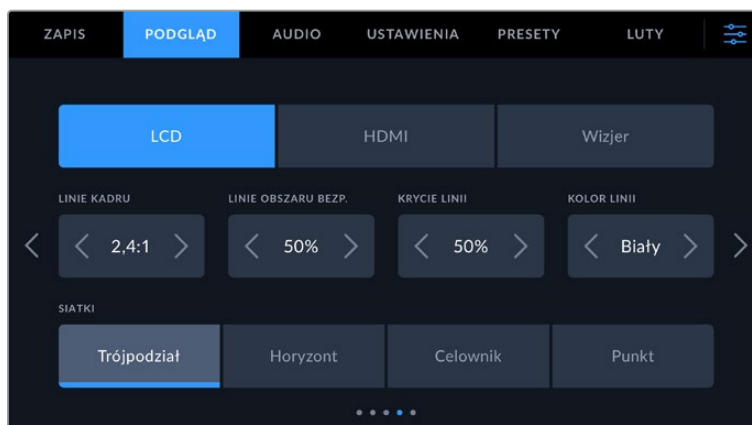 ZAPIS PODGLĄD AUDIO USTAWIENIA PRESETY LUTY
LCD HDMI Wizjer
LINIE KADRU LINIE OBSZARU BEZP. KRYCIE LINII KOLOR LINII
2,4:1 50% 50% Biały
SIATKI
Trójpodział Horyzont Celownik Punkt